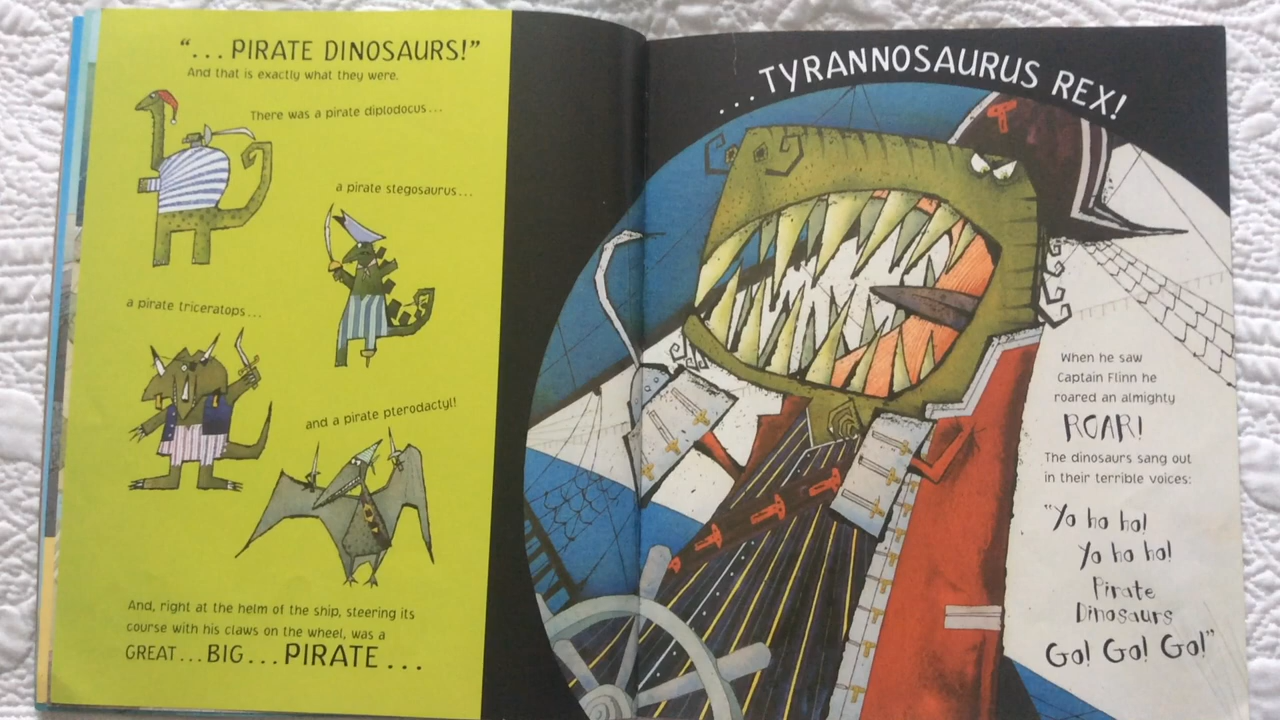 "...PIRATE DINOSAURS!"
And that is exactly what they were.
There was a pirate diplodocus...
a pirate stegosaurus...
a pirate triceratops...
and a pirate pterodactyl!
And, right at the helm of the ship, steering its
course with his claws on the wheel, was a
GREAT...BIG...PIRATE...
...TYRANNOSAURUS REX!
When he saw
Captain Flinn he
roared an almighty
ROAR!
The dinosaurs sang out
in their terrible voices:
"Yo ho ho!
Yo ho ho!
Pirate
Dinosaurs
Go! Go! Go!"